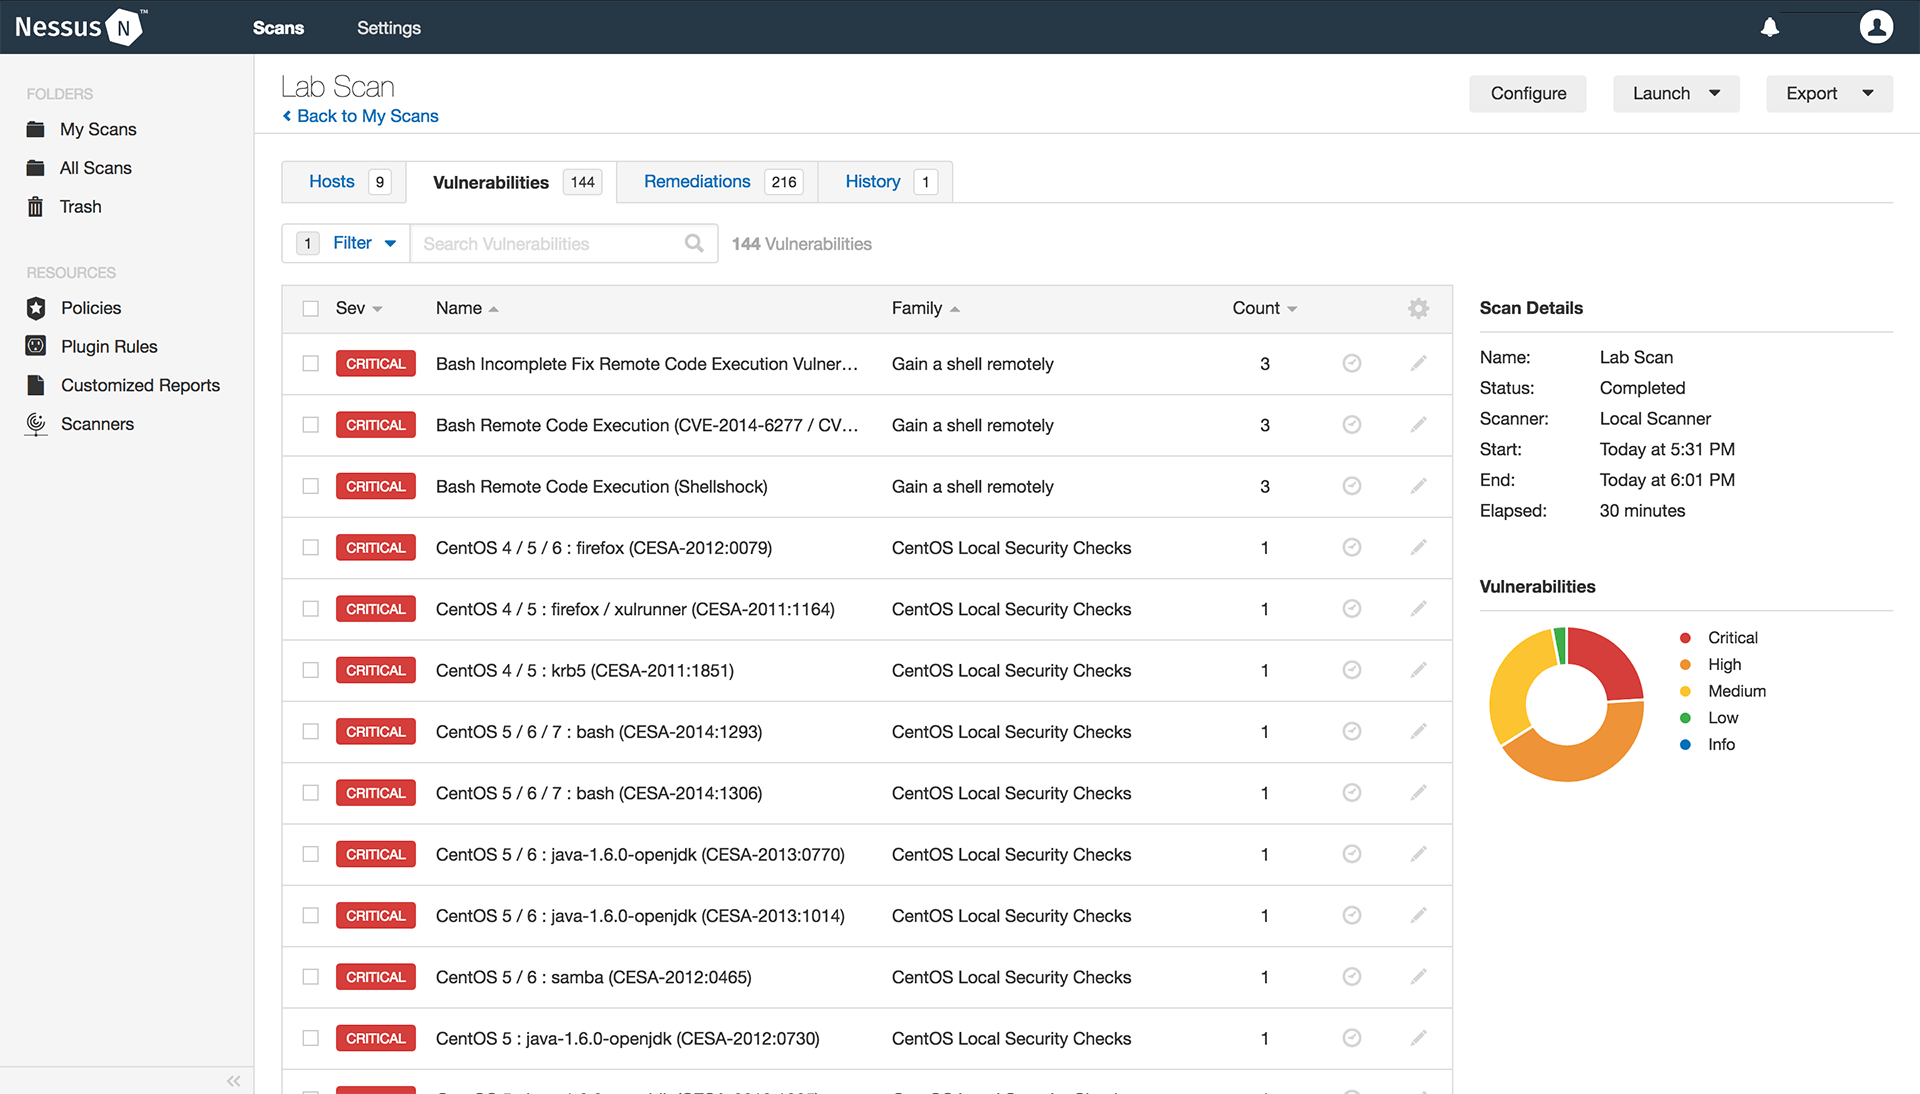 Nessus N ™
Scans Settings
FOLDERS
My Scans
All Scans
Trash
RESOURCES
Policies
Plugin Rules
Customized Reports
Scanners
Lab Scan
Back to My Scans
Configure Launch Export
Hosts 9 Vulnerabilities 144 Remediations 216 History 1
1 Filter Search Vulnerabilities 144 Vulnerabilities
Sev Name Family Count
CRITICAL Bash Incomplete Fix Remote Code Execution Vulner… Gain a shell remotely 3
CRITICAL Bash Remote Code Execution (CVE-2014-6277 / CV… Gain a shell remotely 3
CRITICAL Bash Remote Code Execution (Shellshock) Gain a shell remotely 3
CRITICAL CentOS 4 / 5 / 6 : firefox (CESA-2012:0079) CentOS Local Security Checks 1
CRITICAL CentOS 4 / 5 : firefox / xulrunner (CESA-2011:1164) CentOS Local Security Checks 1
CRITICAL CentOS 4 / 5 : krb5 (CESA-2011:1851) CentOS Local Security Checks 1
CRITICAL CentOS 5 / 6 / 7 : bash (CESA-2014:1293) CentOS Local Security Checks 1
CRITICAL CentOS 5 / 6 / 7 : bash (CESA-2014:1306) CentOS Local Security Checks 1
CRITICAL CentOS 5 / 6 : java-1.6.0-openjdk (CESA-2013:0770) CentOS Local Security Checks 1
CRITICAL CentOS 5 / 6 : java-1.6.0-openjdk (CESA-2013:1014) CentOS Local Security Checks 1
CRITICAL CentOS 5 / 6 : samba (CESA-2012:0465) CentOS Local Security Checks 1
CRITICAL CentOS 5 : java-1.6.0-openjdk (CESA-2012:0730) CentOS Local Security Checks 1
Scan Details
Name: Lab Scan
Status: Completed
Scanner: Local Scanner
Start: Today at 5:31 PM
End: Today at 6:01 PM
Elapsed: 30 minutes
Vulnerabilities
Critical
High
Medium
Low
Info